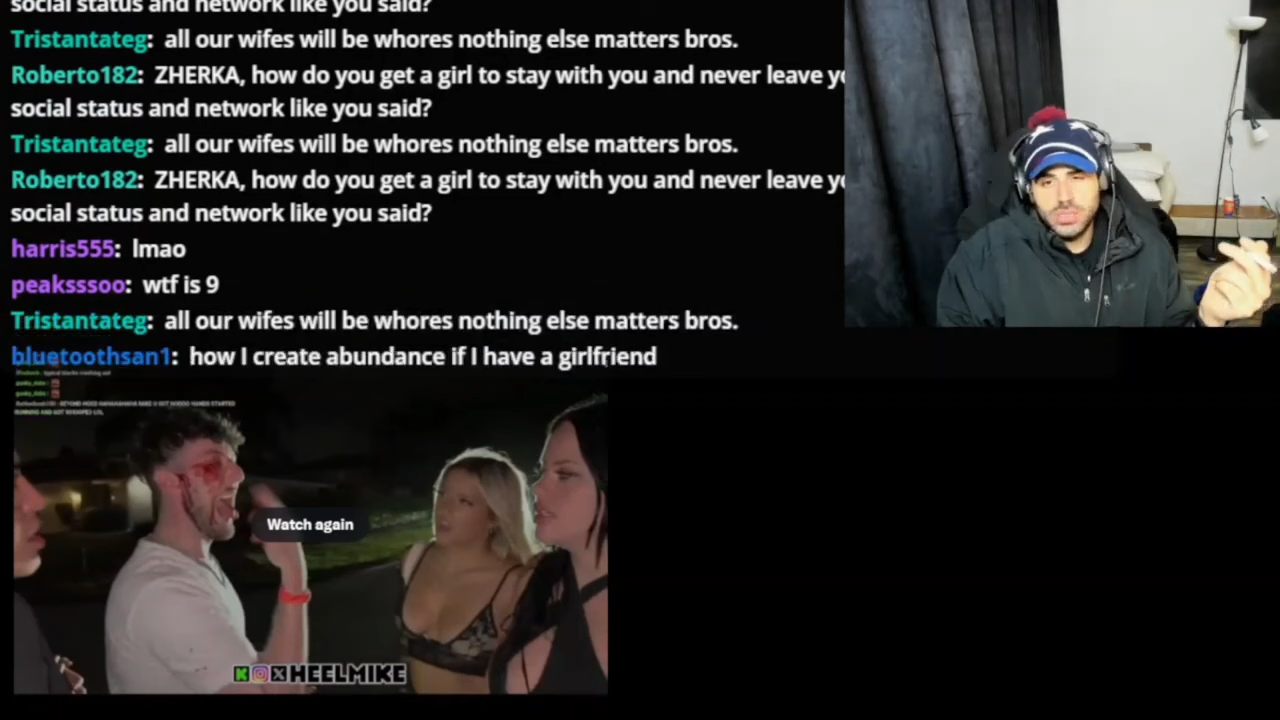 social status and network like you said?
Tristantateg: all our wifes will be whores nothing else matters bros.
Roberto182: ZHERKA, how do you get a girl to stay with you and never leave yo
social status and network like you said?
Tristantateg: all our wifes will be whores nothing else matters bros.
Roberto182: ZHERKA, how do you get a girl to stay with you and never leave yo
social status and network like you said?
harris555: lmao
peaksssoo: wtf is 9
Tristantateg: all our wifes will be whores nothing else matters bros.
bluetoothsan1: how I create abundance if I have a girlfriend
Watch again
HEELMIKE